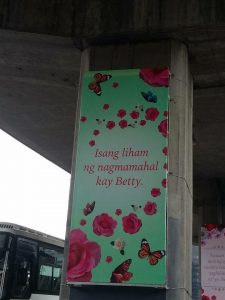 Isang liham
ng nagmamahal
kay Betty.